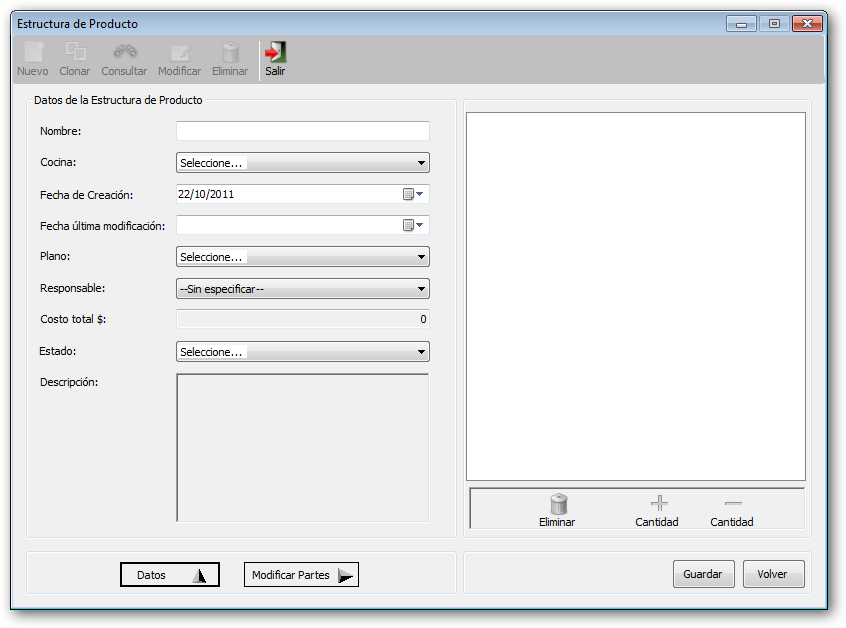 Estructura de Producto
Nuevo Clonar Consultar Modificar Eliminar Salir
Datos de la Estructura de Producto
Nombre:
Cocina: Seleccione...
Fecha de Creación: 22/10/2011
Fecha última modificación:
Plano: Seleccione...
Responsable: --Sin especificar--
Costo total $: 0
Estado: Seleccione...
Descripción:
Eliminar Cantidad Cantidad
Datos Modificar Partes Guardar Volver